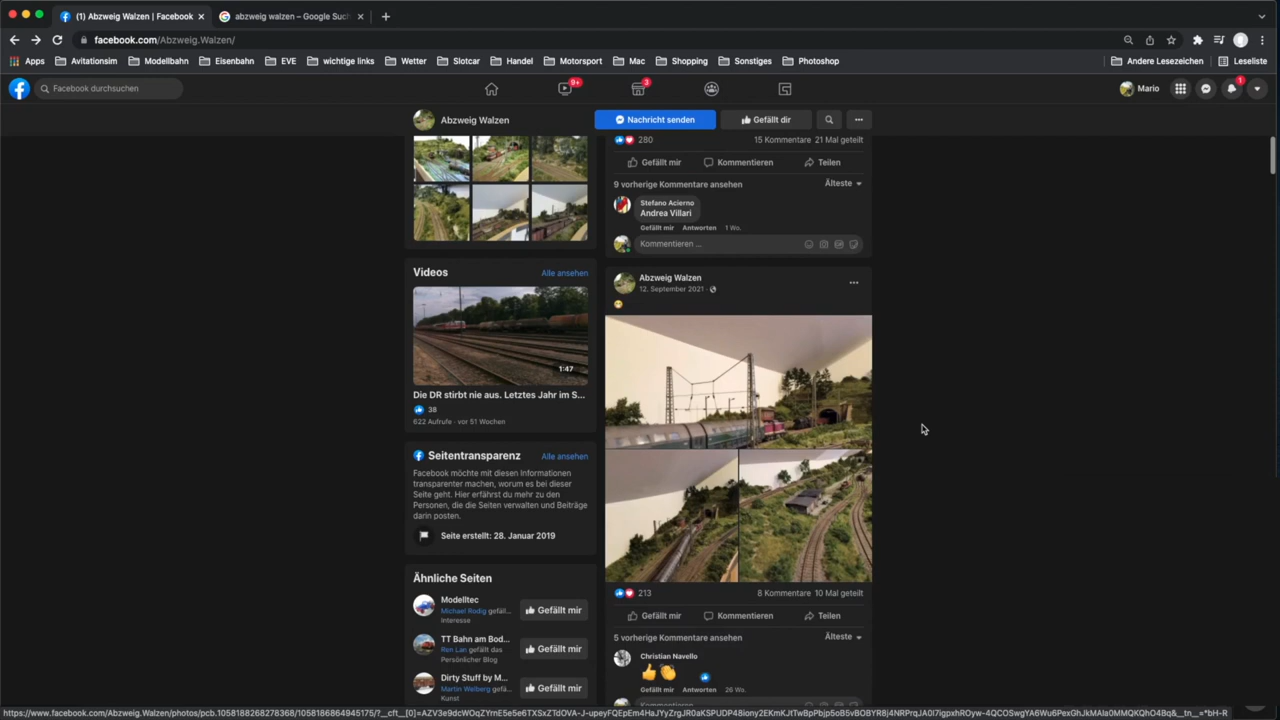 (1) Abzweig Walzen | Facebook
abzweig walzen – Google Such
facebook.com/Abzweig.Walzen/
Apps Avitationsim Modellbahn Eisenbahn EVE wichtige links Wetter Slotcar Handel Motorsport Mac Shopping Sonstiges Photoshop Andere Lesezeichen Leseliste
Facebook durchsuchen
9+
3
Mario
1
Abzweig Walzen
Nachricht senden
Gefällt dir
280
15 Kommentare 21 Mal geteilt
Gefällt mir Kommentieren Teilen
9 vorherige Kommentare ansehen
Älteste
Stefano Acierno
Andrea Villari
Gefällt mir Antworten 1 Wo.
Kommentieren ...
Videos
Alle ansehen
1:47
Die DR stirbt nie aus. Letztes Jahr im S...
38
622 Aufrufe · vor 51 Wochen
Seitentransparenz
Alle ansehen
Facebook möchte mit diesen Informationen
transparenter machen, worum es bei dieser
Seite geht. Hier erfährst du mehr zu den
Personen, die die Seiten verwalten und Beiträge
darin posten.
Seite erstellt: 28. Januar 2019
Ähnliche Seiten
Modelltec
Michael Rodig gefäll...
Interesse
Gefällt mir
TT Bahn am Bod...
Ren Lan gefällt das
Persönlicher Blog
Gefällt mir
Dirty Stuff by M...
Martin Welberg gefä...
Kunst
Gefällt mir
Abzweig Walzen
12. September 2021
213
8 Kommentare 10 Mal geteilt
Gefällt mir Kommentieren Teilen
5 vorherige Kommentare ansehen
Älteste
Christian Navello
Gefällt mir Antworten 26 Wo.